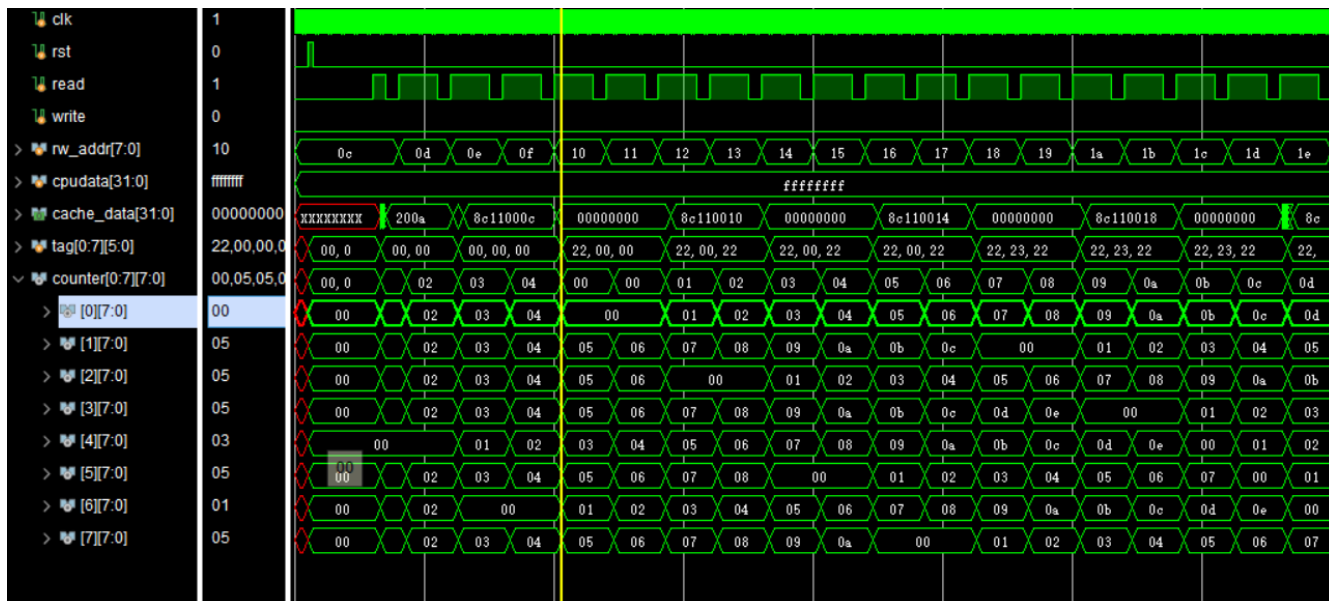 clk 1
rst 0
read 1
write 0
rw_addr[7:0] 10 0c 0d 0e 0f 10 11 12 13 14 15 16 17 18 19 1a 1b 1c 1d 1e
cpudata[31:0] ffffffff ffffffff
cache_data[31:0] 00000000 XXXXXXXX 200a 8c11000c 00000000 8c110010 00000000 8c110014 00000000 8c110018 00000000 8c
tag[0:7][5:0] 22,00,00,0 00, 0 00, 00 00, 00, 00 22, 00, 00 22, 00, 22 22, 00, 22 22, 00, 22 22, 23, 22 22, 23, 22 22, 23, 22 22,
counter[0:7][7:0] 00,05,05,0 00, 0 02 03 04 00 00 01 02 03 04 05 06 07 08 09 0a 0b 0c 0d
[0][7:0] 00 00 02 03 04 00 01 02 03 04 05 06 07 08 09 0a 0b 0c 0d
[1][7:0] 05 00 02 03 04 05 06 07 08 09 0a 0b 0c 00 01 02 03 04 05
[2][7:0] 05 00 02 03 04 05 06 00 01 02 03 04 05 06 07 08 09 0a 0b
[3][7:0] 05 00 02 03 04 05 06 07 08 09 0a 0b 0c 0d 0e 00 01 02 03
[4][7:0] 03 00 01 02 03 04 05 06 07 08 09 0a 0b 0c 0d 0e 00 01 02
00
[5][7:0] 05 00 02 03 04 05 06 07 08 00 01 02 03 04 05 06 07 00 01
[6][7:0] 01 00 02 00 01 02 03 04 05 06 07 08 09 0a 0b 0c 0d 0e 00
[7][7:0] 05 00 02 03 04 05 06 07 08 09 0a 00 01 02 03 04 05 06 07